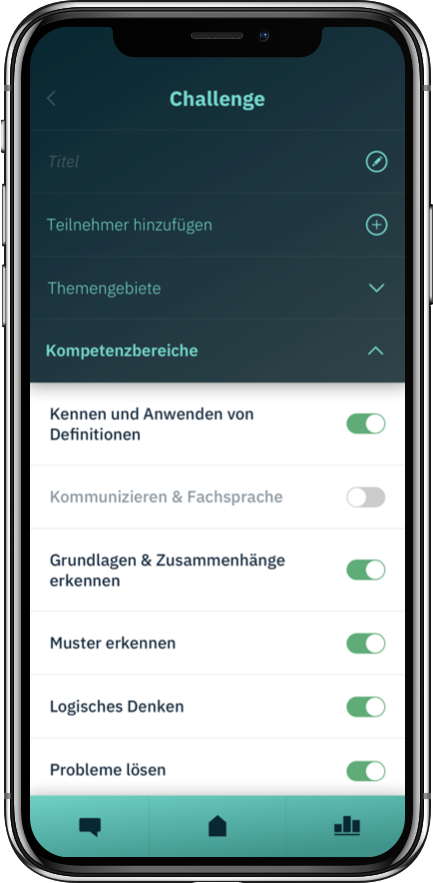 Challenge
Titel
Teilnehmer hinzufügen
Themengebiete
Kompetenzbereiche
Kennen und Anwenden von
Definitionen
Kommunizieren & Fachsprache
Grundlagen & Zusammenhänge
erkennen
Muster erkennen
Logisches Denken
Probleme lösen